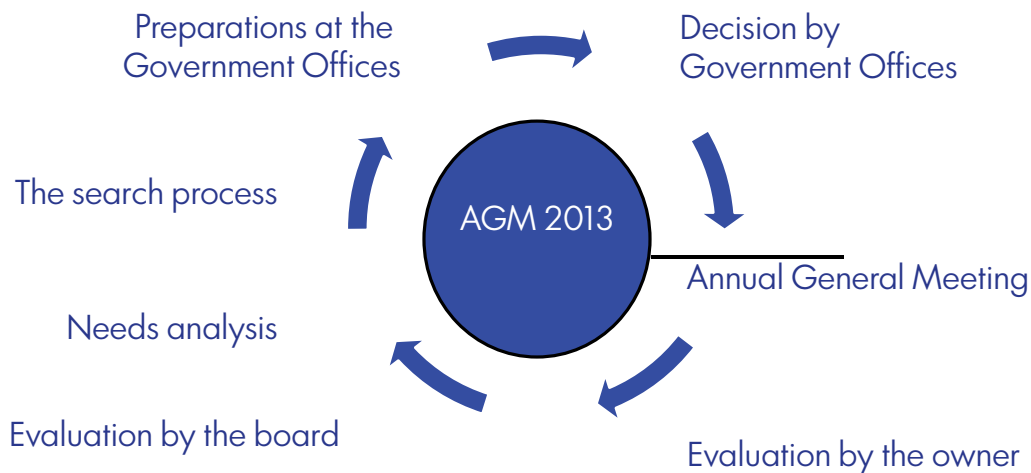 Preparations at the
Government Offices
Decision by
Government Offices
The search process
AGM 2013
Annual General Meeting
Needs analysis
Evaluation by the board
Evaluation by the owner